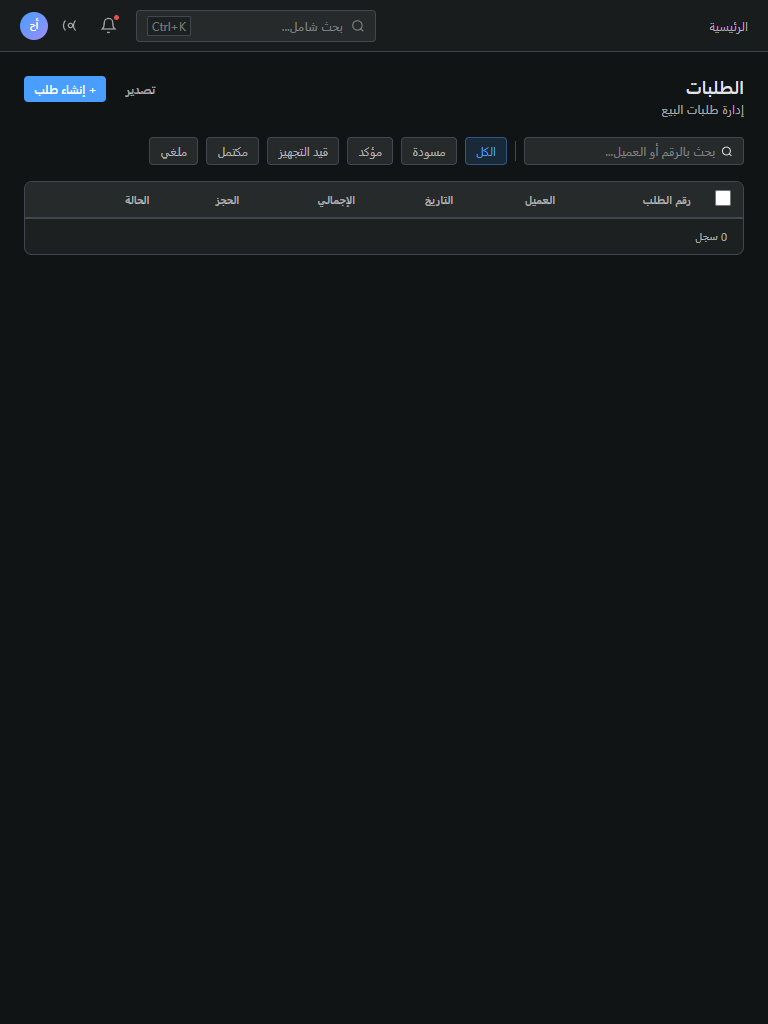 الرئيسية
بحث شامل...
Ctrl+K
أح
الطلبات
إدارة طلبات البيع
تصدير
+ إنشاء طلب
بحث بالرقم أو العميل...
الكل
مسودة
مؤكد
قيد التجهيز
مكتمل
ملغي
رقم الطلب
العميل
التاريخ
الإجمالي
الحجز
الحالة
0 سجل